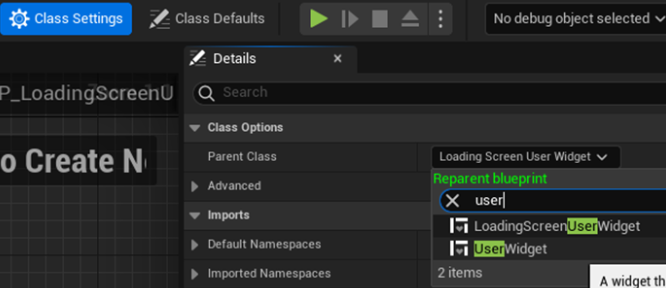 Class Settings
Class Defaults
No debug object selected
Details
P_LoadingScreenU
Search
Class Options
o Create N
Parent Class
Loading Screen User Widget
Reparent blueprint
Advanced
user
Imports
LoadingScreenUserWidget
Default Namespaces
UserWidget
Imported Namespaces
2 items
A widget th